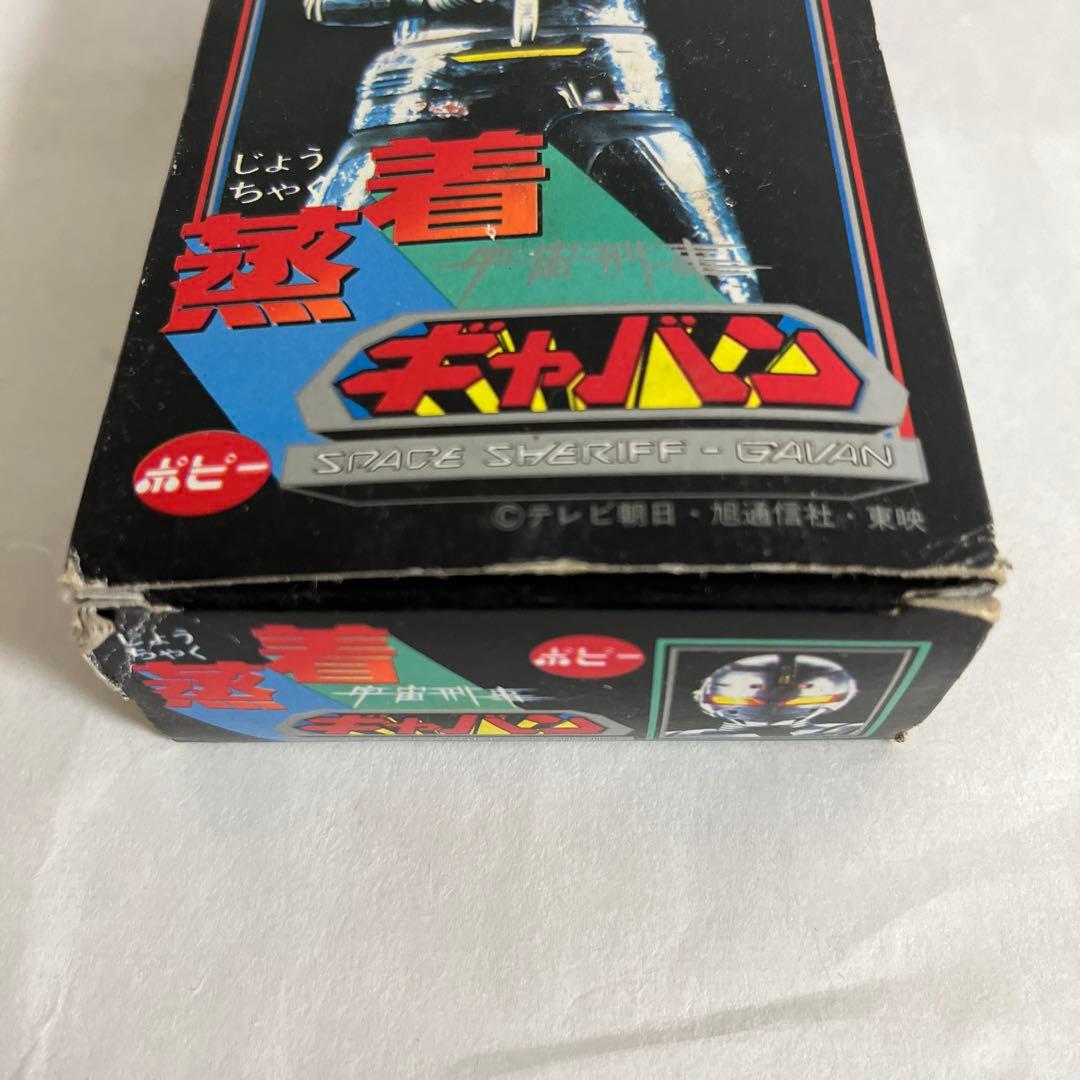 じょう
ちゃく
蒸着
宇宙刑事
ギャバン
SPACE SHERIFF - GAVAN
ポピー
©テレビ朝日・旭通信社・東映
じょう
ちゃく
蒸着
ポピー
宇宙刑事
ギャバン